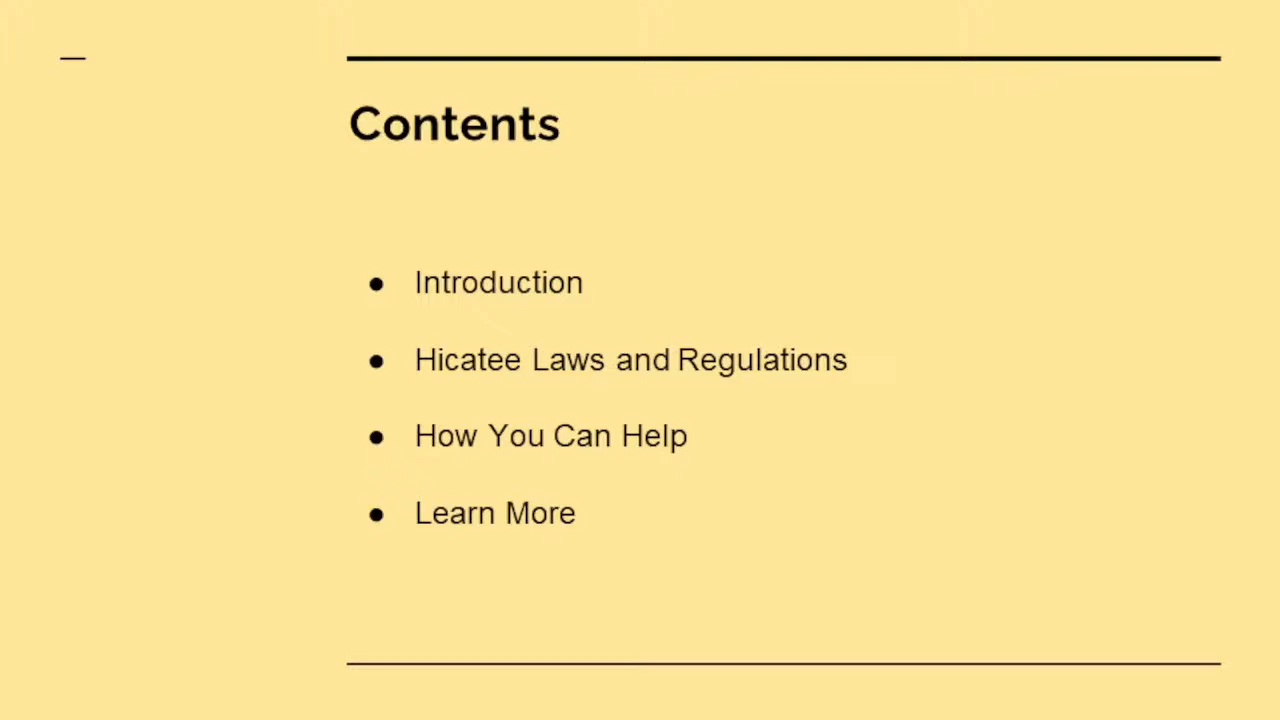 Contents
● Introduction
● Hicatee Laws and Regulations
● How You Can Help
● Learn More